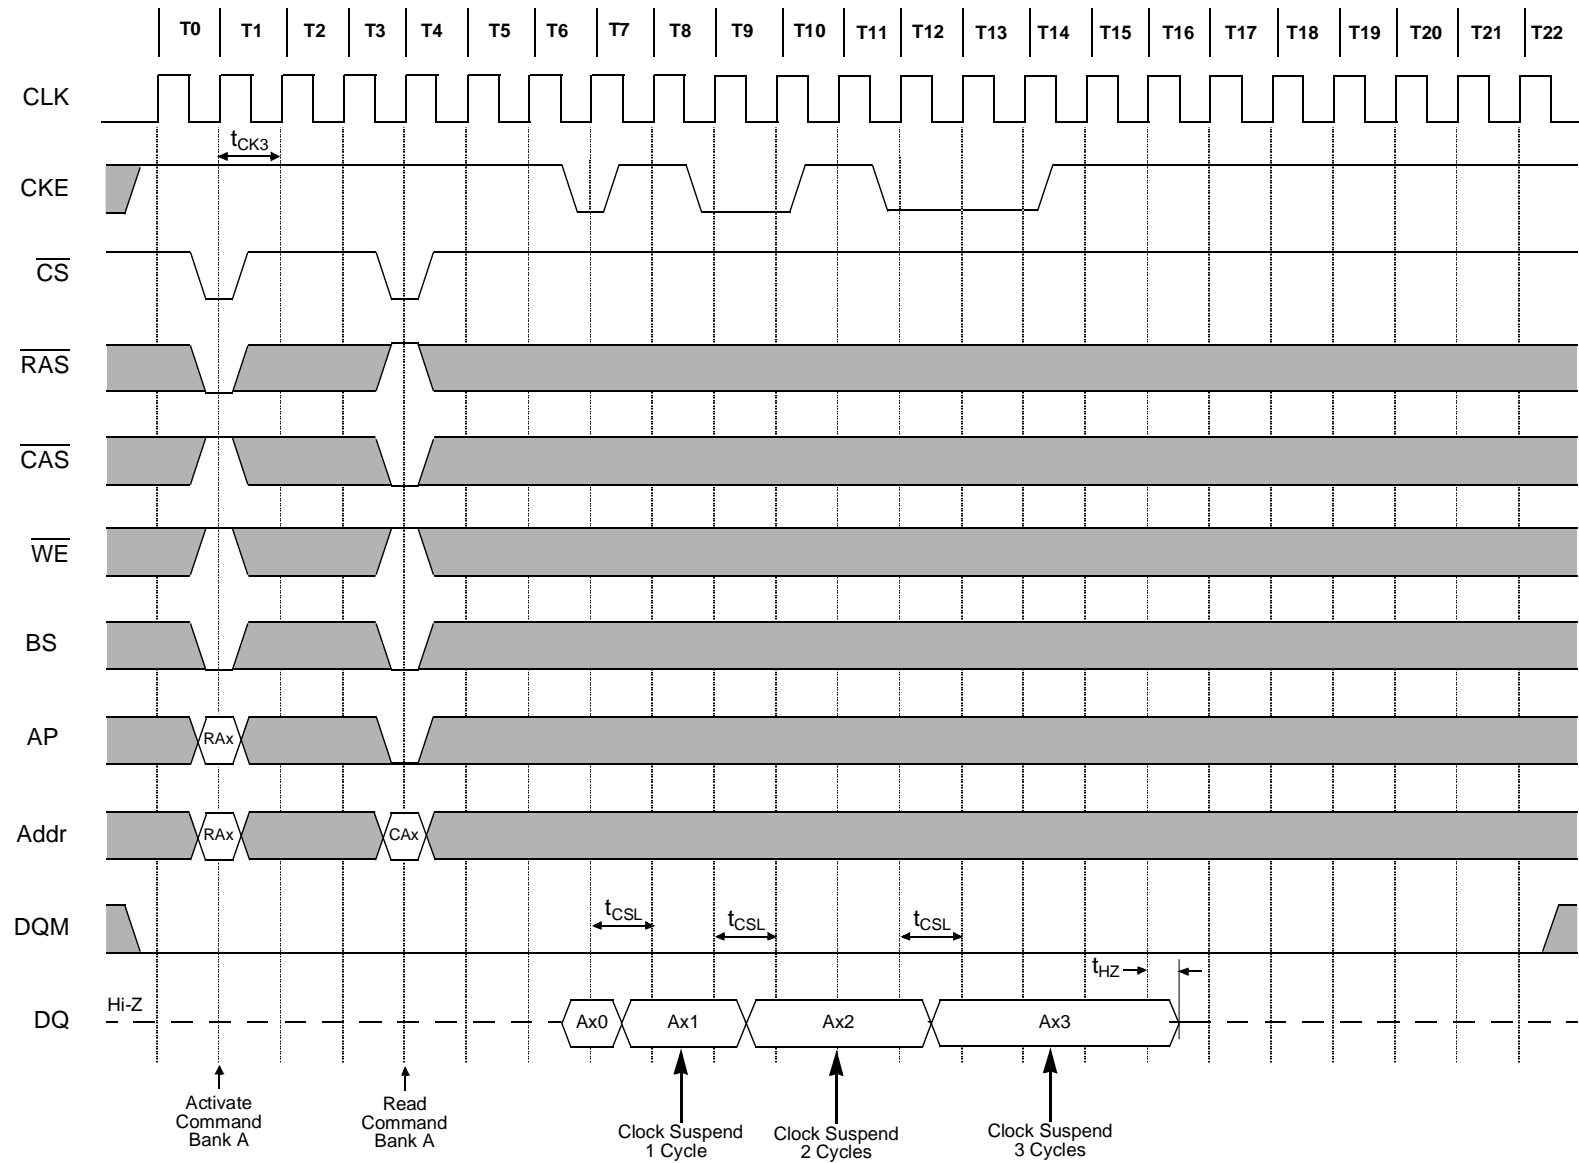 T0 T1 T2 T3 T4 T5 T6 T7 T8 T9 T10 T11 T12 T13 T14 T15 T16 T17 T18 T19 T20 T21 T22
CLK
tCK3
CKE
CS
RAS
CAS
WE
BS
AP
RAx
Addr
RAx
CAx
DQM
tCSL
tCSL
tCSL
tHZ
DQ
Hi-Z
Ax0
Ax1
Ax2
Ax3
Activate
Command
Bank A
Read
Command
Bank A
Clock Suspend
1 Cycle
Clock Suspend
2 Cycles
Clock Suspend
3 Cycles